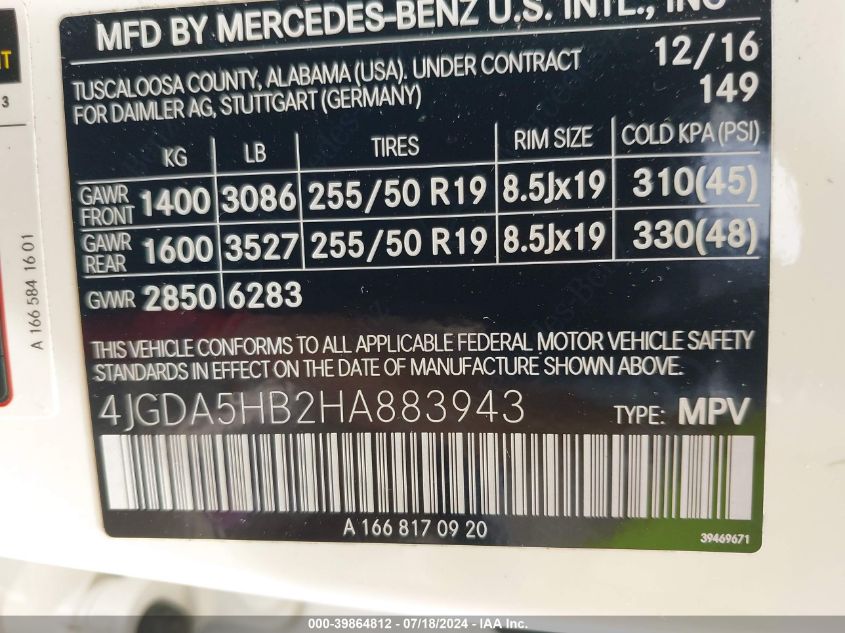 MFD BY MERCEDES-BENZ U.S. INTL., INC
TUSCALOOSA COUNTY, ALABAMA (USA). UNDER CONTRACT
FOR DAIMLER AG, STUTTGART (GERMANY)
12/16
149
KG LB TIRES RIM SIZE COLD KPA (PSI)
GAWR FRONT 1400 3086 255/50 R19 8.5Jx19 310(45)
GAWR REAR 1600 3527 255/50 R19 8.5Jx19 330(48)
GVWR 2850 6283
THIS VEHICLE CONFORMS TO ALL APPLICABLE FEDERAL MOTOR VEHICLE SAFETY
STANDARDS IN EFFECT ON THE DATE OF MANUFACTURE SHOWN ABOVE.
4JGDA5HB2HA883943 TYPE: MPV
A 166 817 09 20
39469671
A 166 584 16 01
3
000-39864812 - 07/18/2024 - IAA Inc.